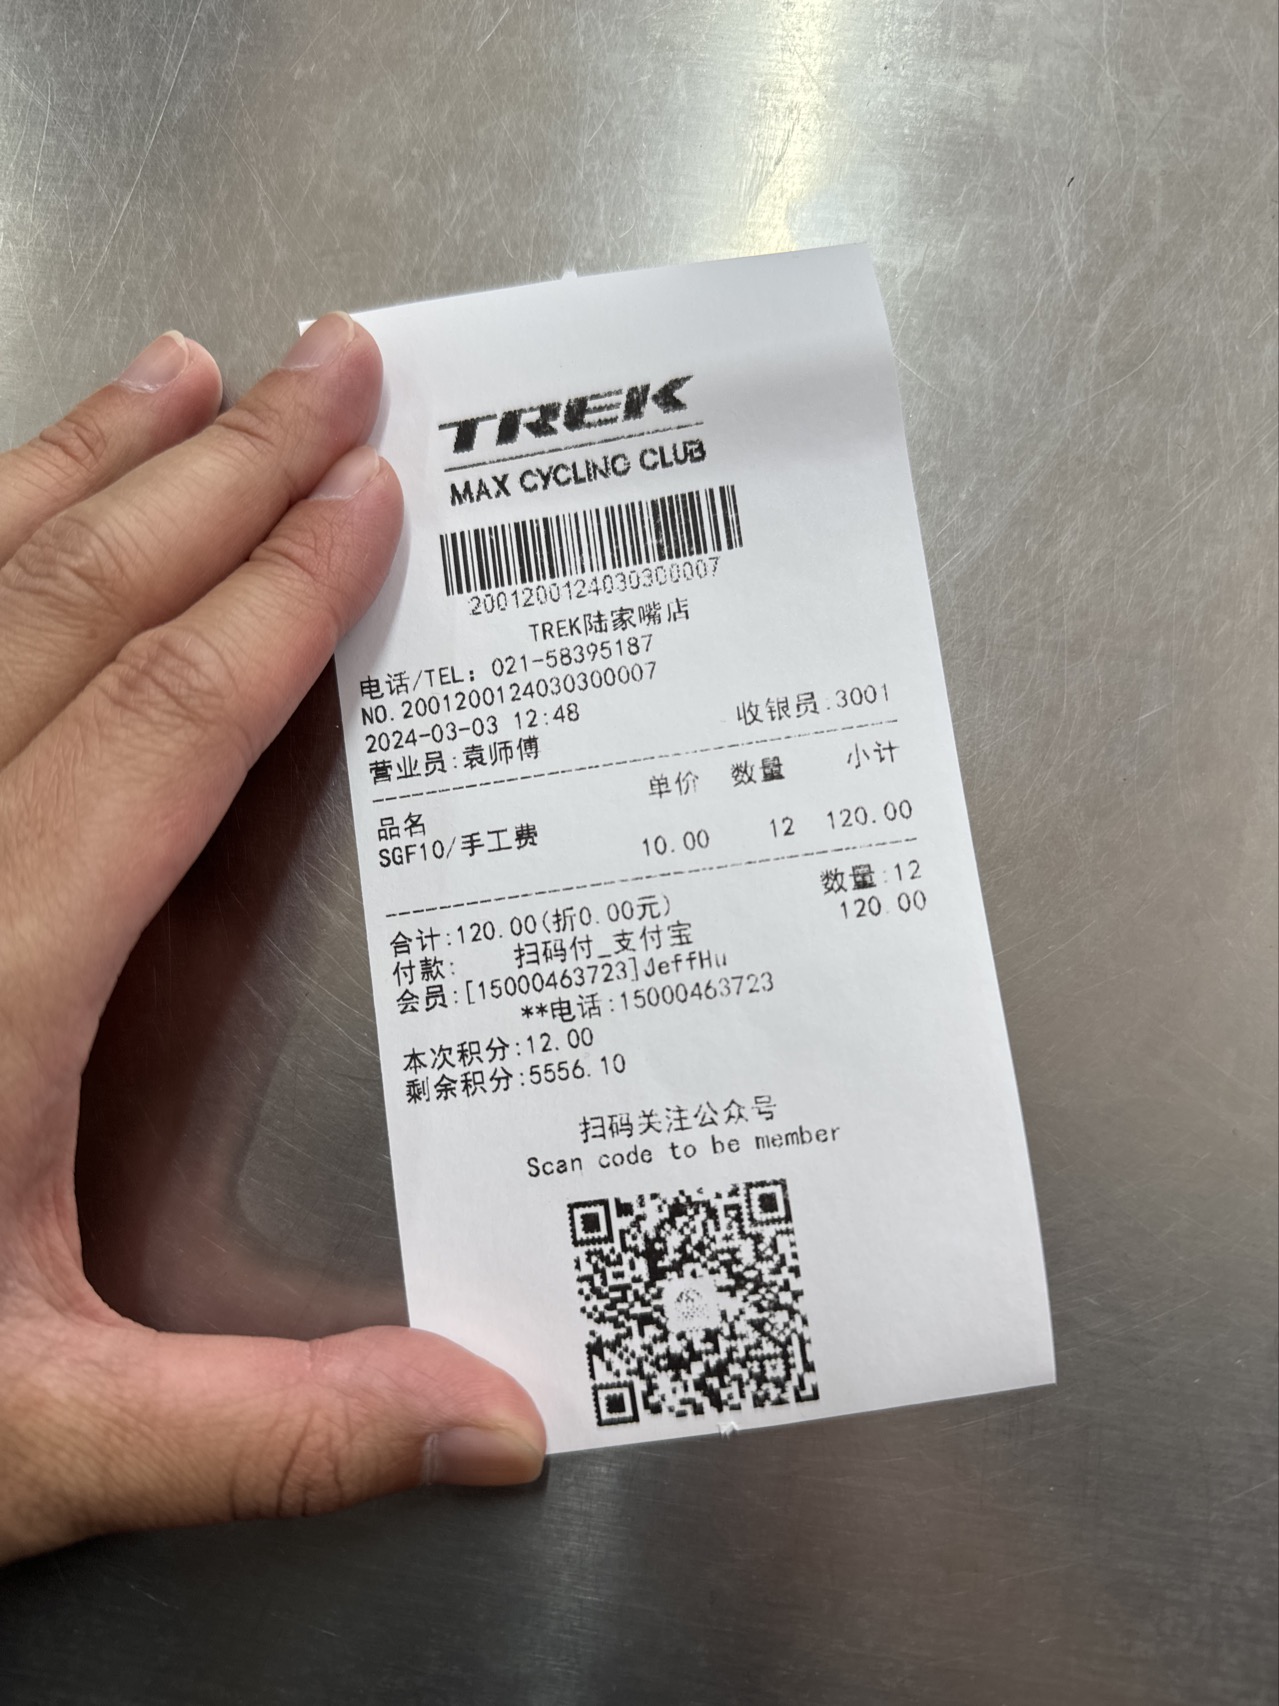 TREK
MAX CYCLING CLUB
2001200124030300007
TREK陆家嘴店
电话/TEL: 021-58395187
NO.2001200124030300007
2024-03-03 12:48 收银员:3001
营业员:袁师傅
品名 单价 数量 小计
SGF10/手工费 10.00 12 120.00
合计:120.00(折0.00元) 数量:12
付款: 扫码付_支付宝 120.00
会员:[15000463723]JeffHu
**电话:15000463723
本次积分:12.00
剩余积分:5556.10
扫码关注公众号
Scan code to be member